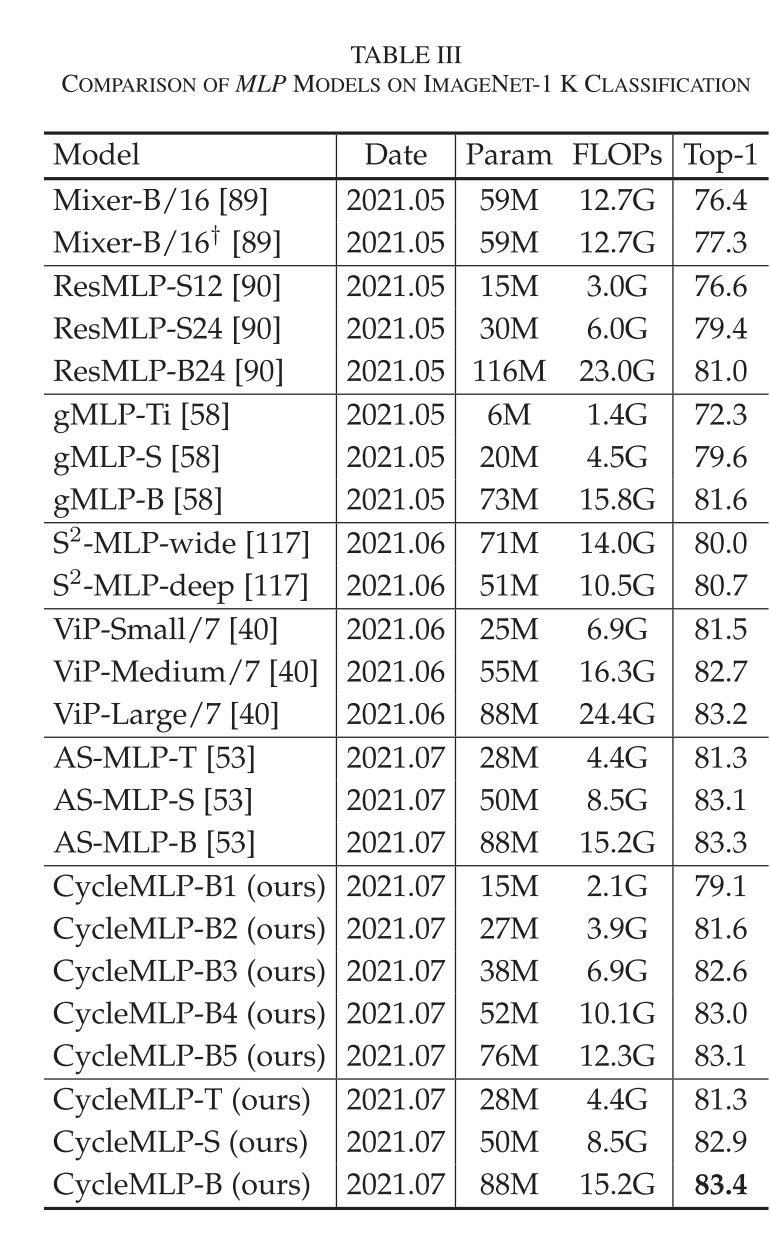 TABLE III
COMPARISON OF MLP MODELS ON IMAGENET-1 K CLASSIFICATION
Model Date Param FLOPs Top-1
Mixer-B/16 [89] 2021.05 59M 12.7G 76.4
Mixer-B/16† [89] 2021.05 59M 12.7G 77.3
ResMLP-S12 [90] 2021.05 15M 3.0G 76.6
ResMLP-S24 [90] 2021.05 30M 6.0G 79.4
ResMLP-B24 [90] 2021.05 116M 23.0G 81.0
gMLP-Ti [58] 2021.05 6M 1.4G 72.3
gMLP-S [58] 2021.05 20M 4.5G 79.6
gMLP-B [58] 2021.05 73M 15.8G 81.6
S²-MLP-wide [117] 2021.06 71M 14.0G 80.0
S²-MLP-deep [117] 2021.06 51M 10.5G 80.7
ViP-Small/7 [40] 2021.06 25M 6.9G 81.5
ViP-Medium/7 [40] 2021.06 55M 16.3G 82.7
ViP-Large/7 [40] 2021.06 88M 24.4G 83.2
AS-MLP-T [53] 2021.07 28M 4.4G 81.3
AS-MLP-S [53] 2021.07 50M 8.5G 83.1
AS-MLP-B [53] 2021.07 88M 15.2G 83.3
CycleMLP-B1 (ours) 2021.07 15M 2.1G 79.1
CycleMLP-B2 (ours) 2021.07 27M 3.9G 81.6
CycleMLP-B3 (ours) 2021.07 38M 6.9G 82.6
CycleMLP-B4 (ours) 2021.07 52M 10.1G 83.0
CycleMLP-B5 (ours) 2021.07 76M 12.3G 83.1
CycleMLP-T (ours) 2021.07 28M 4.4G 81.3
CycleMLP-S (ours) 2021.07 50M 8.5G 82.9
CycleMLP-B (ours) 2021.07 88M 15.2G 83.4